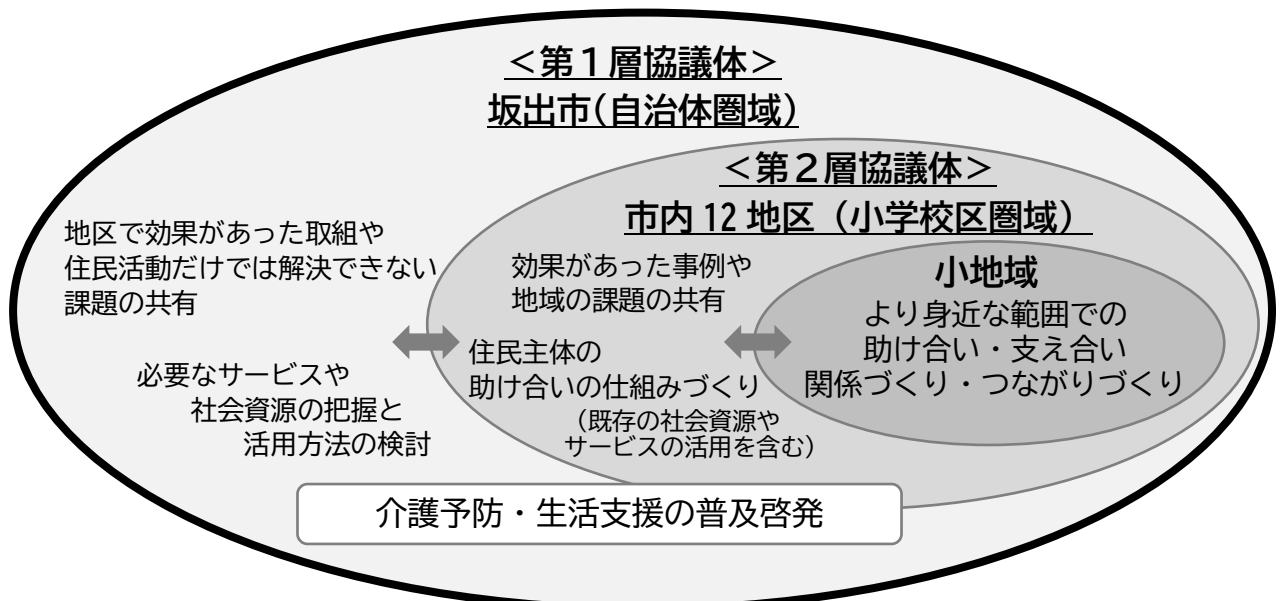 ＜第１層協議体＞
坂出市(自治体圏域)
＜第２層協議体＞
市内 12 地区（小学校区圏域）
地区で効果があった取組や
住民活動だけでは解決できない
課題の共有
必要なサービスや
社会資源の把握と
活用方法の検討
効果があった事例や
地域の課題の共有
住民主体の
助け合いの仕組みづくり
（既存の社会資源や
サービスの活用を含む）
小地域
より身近な範囲での
助け合い・支え合い
関係づくり・つながりづくり
介護予防・生活支援の普及啓発